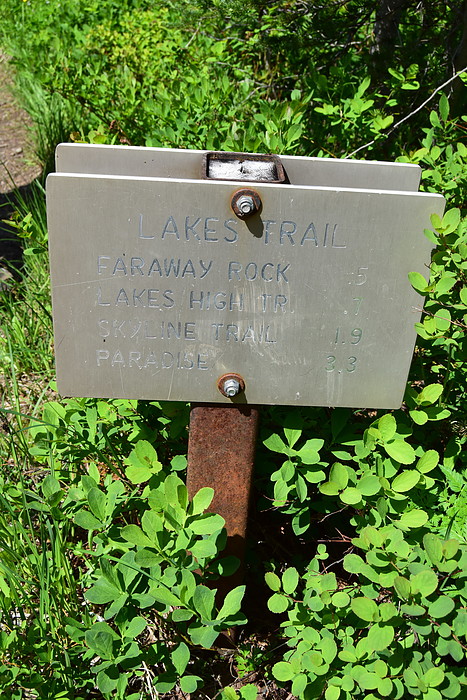 LAKES TRAIL
FARAWAY ROCK .5
LAKES HIGH TR. .7
SKYLINE TRAIL 1.9
PARADISE 3.3